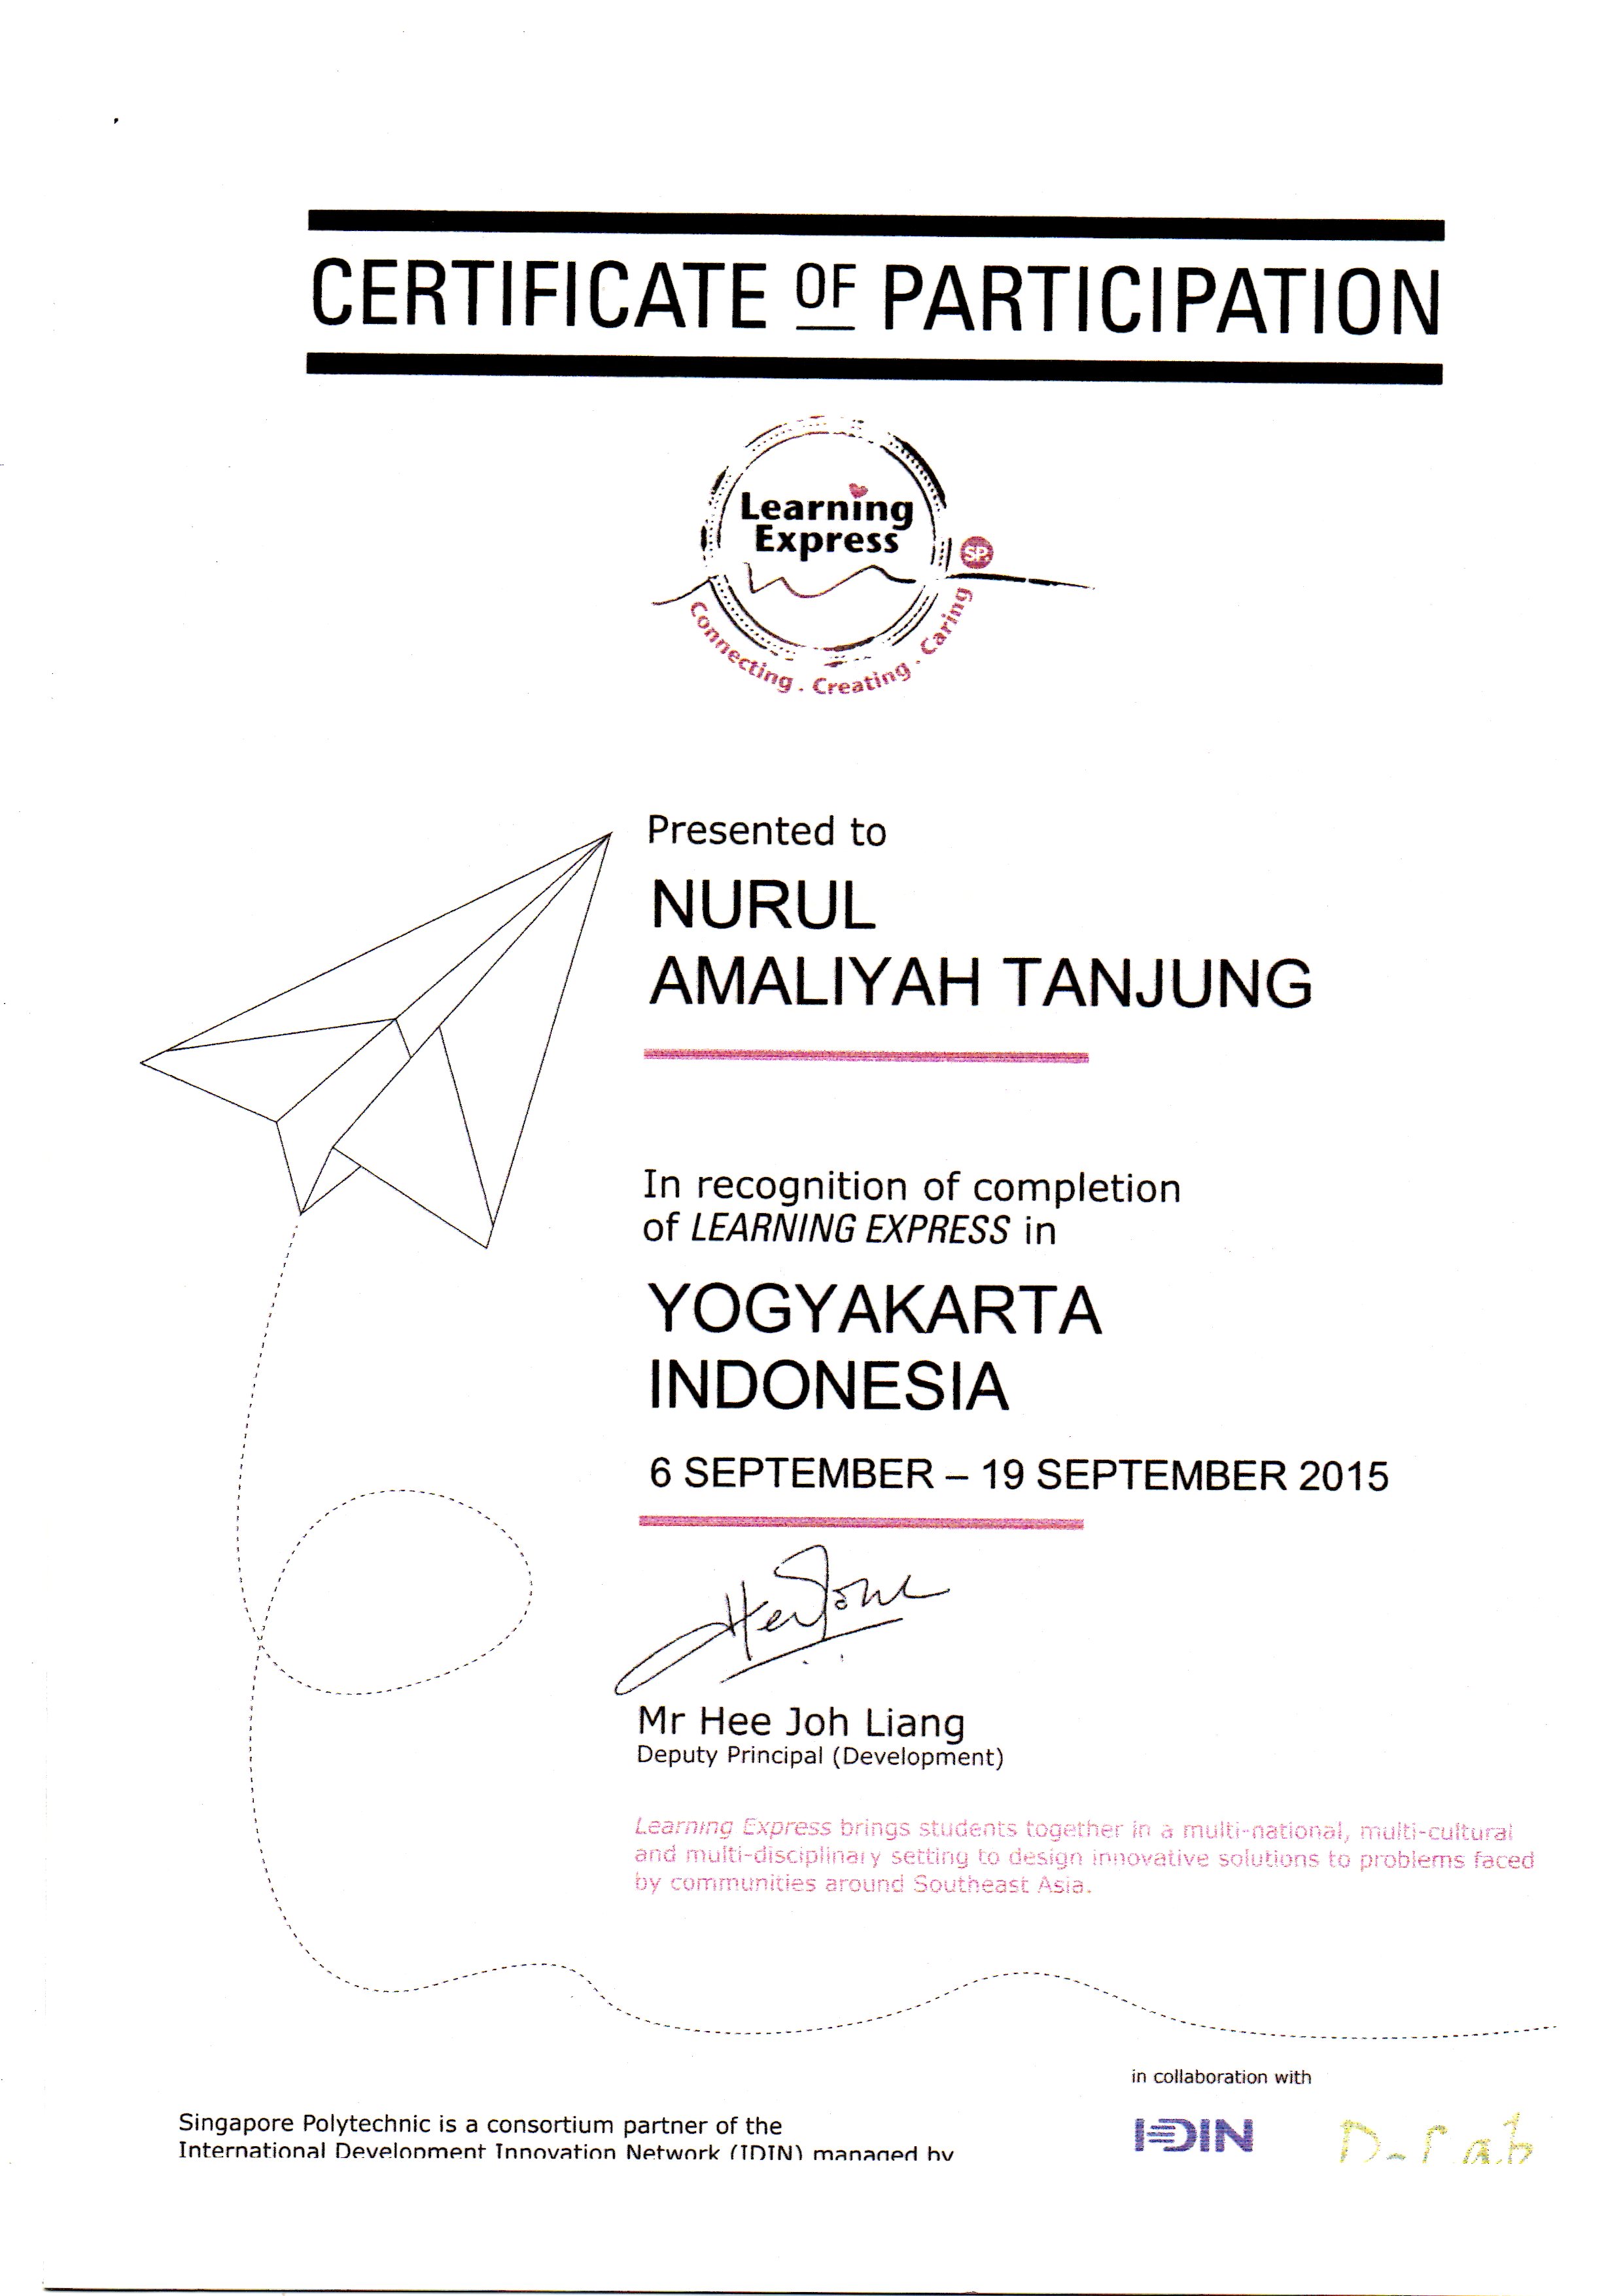 CERTIFICATE OF PARTICIPATION
Learning
Express
SP
Connecting . Creating . Caring
Presented to
NURUL
AMALIYAH TANJUNG
In recognition of completion
of LEARNING EXPRESS in
YOGYAKARTA
INDONESIA
6 SEPTEMBER – 19 SEPTEMBER 2015
Mr Hee Joh Liang
Deputy Principal (Development)
Learning Express brings students together in a multi-national, multi-cultural
and multi-disciplinary setting to design innovative solutions to problems faced
by communities around Southeast Asia.
in collaboration with
Singapore Polytechnic is a consortium partner of the
International Development Innovation Network (IDIN) managed by
IDIN
D-Lab